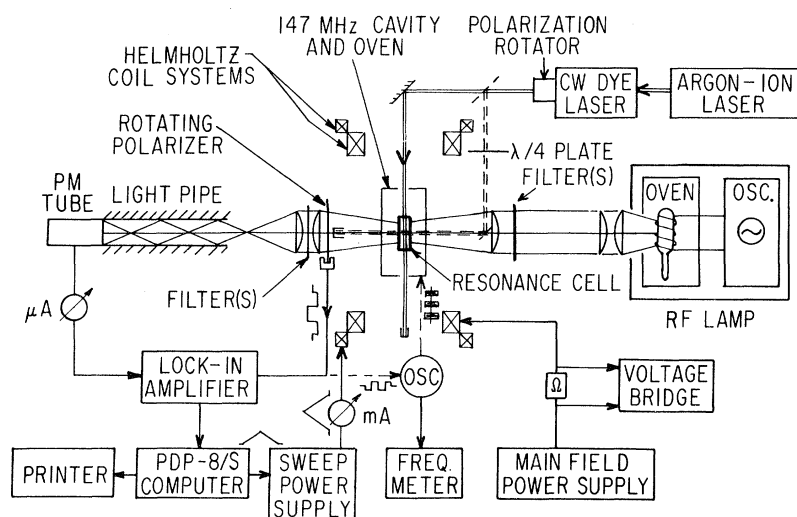 147 MHz CAVITY
AND OVEN
POLARIZATION
ROTATOR
HELMHOLTZ
COIL SYSTEMS
CW DYE
LASER
ARGON-ION
LASER
ROTATING
POLARIZER
λ/4 PLATE
FILTER(S)
PM
TUBE
LIGHT PIPE
OVEN
OSC.
FILTER(S)
RESONANCE CELL
RF LAMP
μA
LOCK-IN
AMPLIFIER
OSC
mA
Ω
VOLTAGE
BRIDGE
PRINTER
PDP-8/S
COMPUTER
SWEEP
POWER
SUPPLY
FREQ.
METER
MAIN FIELD
POWER SUPPLY